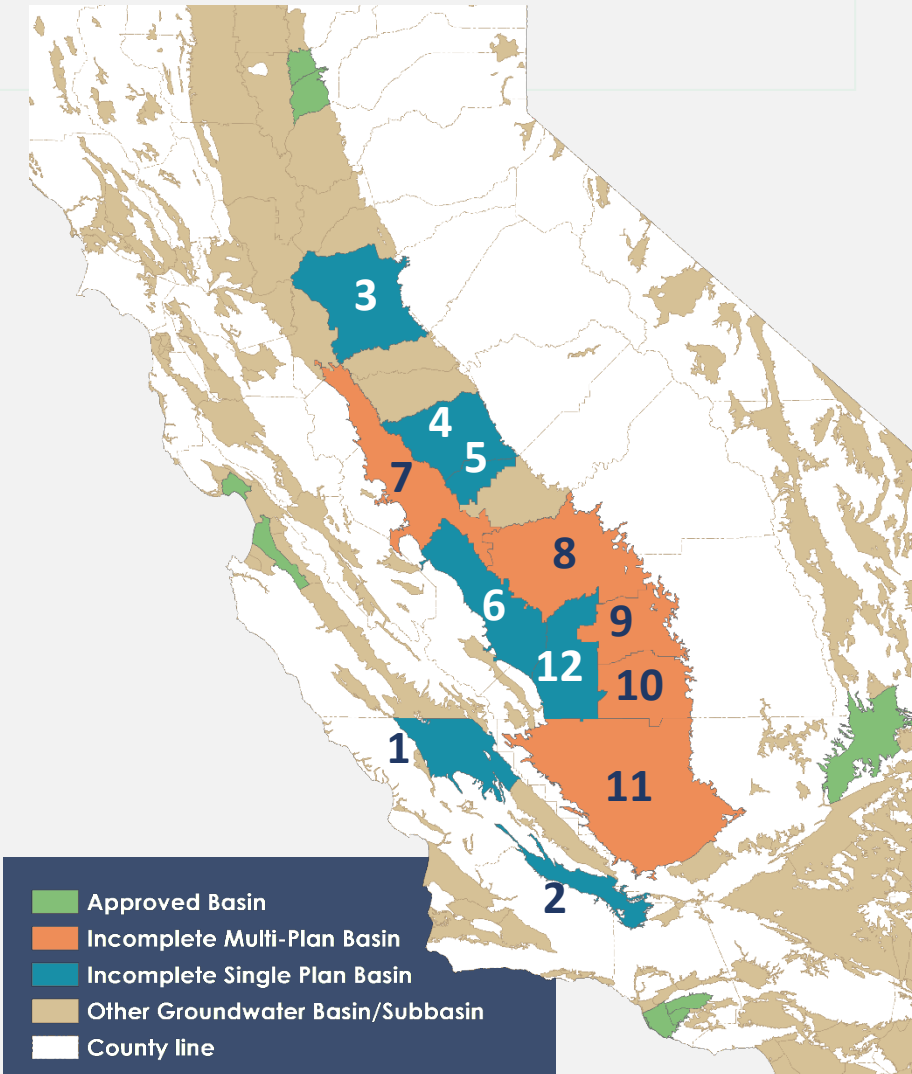 3
4
5
7
8
6
9
12
10
1
11
2
Approved Basin
Incomplete Multi-Plan Basin
Incomplete Single Plan Basin
Other Groundwater Basin/Subbasin
County line